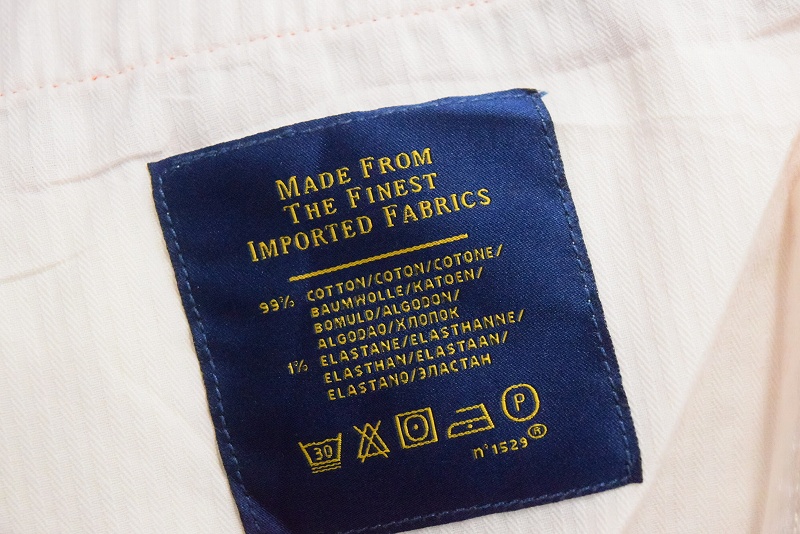 MADE FROM
THE FINEST
IMPORTED FABRICS
99% COTTON/COTON/COTONE/
BAUMWOLLE/KATOEN/
BOMULD/ALGODON/
ALGODAO/ХЛОПОК
1% ELASTANE/ELASTHANNE/
ELASTHAN/ELASTAAN/
ELASTANO/ЭЛАСТАН
30 P
n°1529®